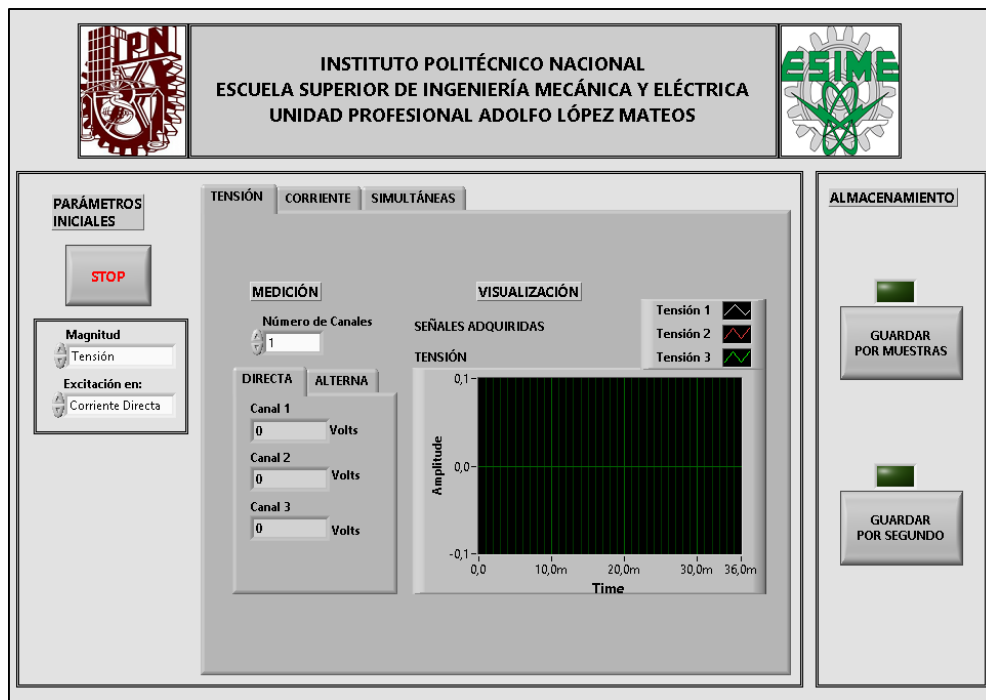 IPN
INSTITUTO POLITÉCNICO NACIONAL
ESCUELA SUPERIOR DE INGENIERÍA MECÁNICA Y ELÉCTRICA
UNIDAD PROFESIONAL ADOLFO LÓPEZ MATEOS
ESIME
PARÁMETROS
INICIALES
STOP
Magnitud
Tensión
Excitación en:
Corriente Directa
TENSIÓN
CORRIENTE
SIMULTÁNEAS
MEDICIÓN
Número de Canales
1
DIRECTA
ALTERNA
Canal 1
0
Volts
Canal 2
0
Volts
Canal 3
0
Volts
VISUALIZACIÓN
SEÑALES ADQUIRIDAS
Tensión 1
Tensión 2
Tensión 3
TENSIÓN
Amplitude
0,1
0,0
-0,1
0,0
10,0m
20,0m
30,0m
36,0m
Time
ALMACENAMIENTO
GUARDAR
POR MUESTRAS
GUARDAR
POR SEGUNDO